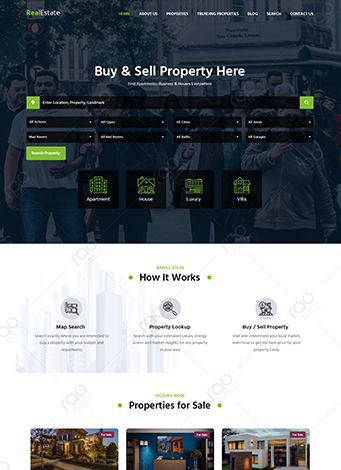 RealEstate
HOME ABOUT US PROPERTIES TRENDING PROPERTIES BLOG SEARCH CONTACT US
Buy & Sell Property Here
Find Apartments, Business & Houses Everywhere
Enter Location, Property, Landmark
All Actions All Types All Cities All Areas
Max Rooms All Bed Rooms All Baths All Garages
Search Property
Apartment House Luxury Villa
SIMPLE STEPS
How It Works
Map Search Property Lookup Buy / Sell Property
Search exactly where you are interested to Search with your estimated values, energy Visit and Understand your local market,
buy a property with your budget and scores and market insights for any property learn how to get the best price for your
requirements in your area property Easily
OCCUPY NOW
Properties for Sale
For Sale For Sale For Sale